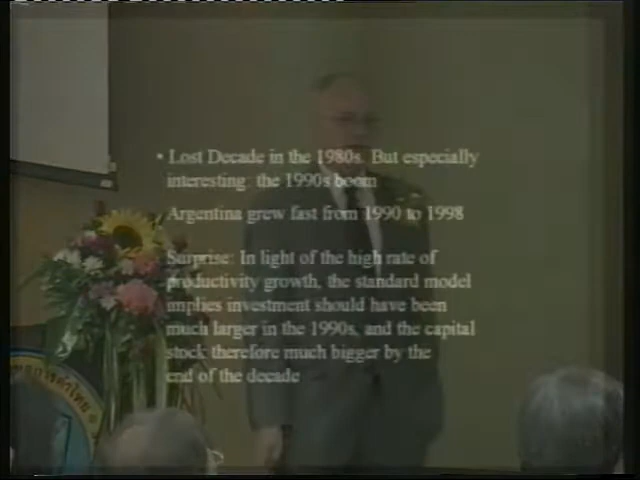 • Lost Decade in the 1980s. But especially
interesting: the 1990s boom
Argentina grew fast from 1990 to 1998
Surprise: In light of the high rate of
productivity growth, the standard model
implies investment should have been
much larger in the 1990s, and the capital
stock therefore much bigger by the
end of the decade